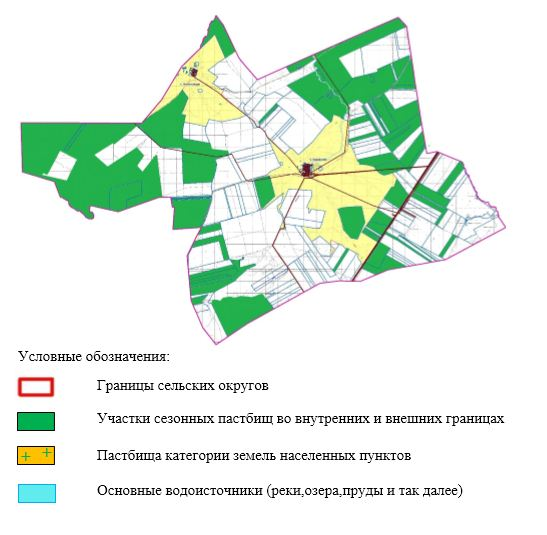 Условные обозначения:
Границы сельских округов
Участки сезонных пастбищ во внутренних и внешних границах
Пастбища категории земель населенных пунктов
Основные водоисточники (реки,озера,пруды и так далее)